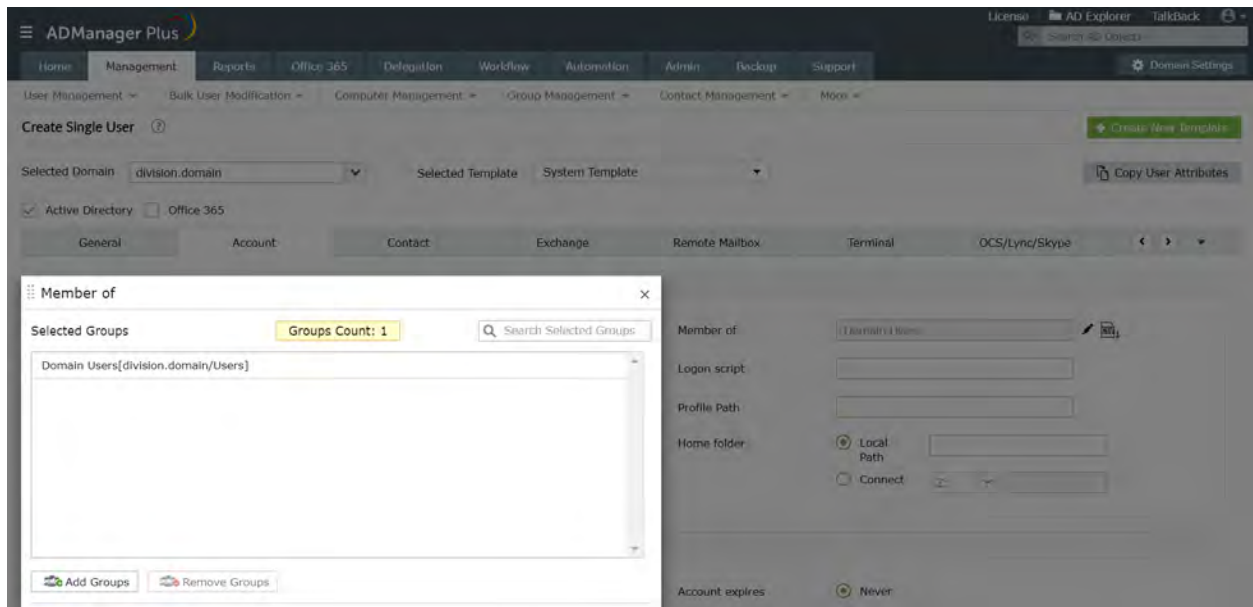 License AD Explorer TalkBack
ADManager Plus
Search AD Objects
Home Management Reports Office 365 Delegation Workflow Automation Admin Backup Support Domain Settings
User Management Bulk User Modification Computer Management Group Management Contact Management More
Create Single User ? Create New Template
Selected Domain division.domain Selected Template System Template Copy User Attributes
Active Directory Office 365
General Account Contact Exchange Remote Mailbox Terminal OCS/Lync/Skype
Member of
Selected Groups Groups Count: 1 Search Selected Groups Member of Domain Users
Domain Users[division.domain/Users] Logon script
Profile Path
Home folder Local
Path
Connect Z:
Add Groups Remove Groups
Account expires Never